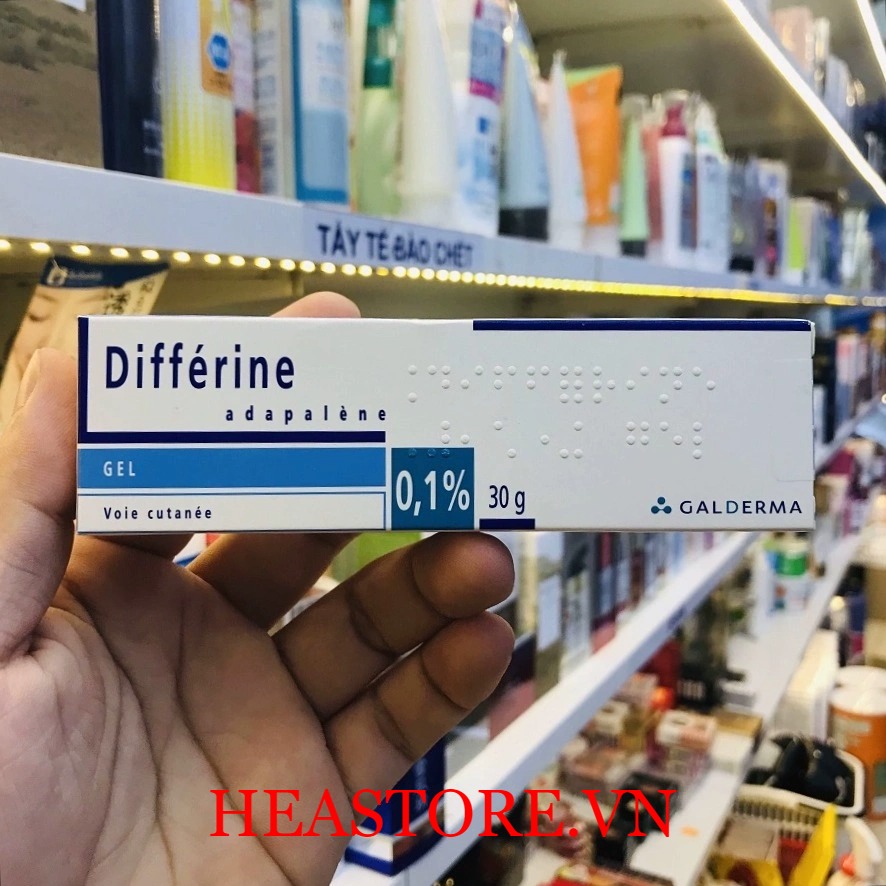 TẨY TẾ BÀO CHẾT
Différine
adapalène
GEL
0,1%
30 g
Voie cutanée
GALDERMA
HEASTORE.VN